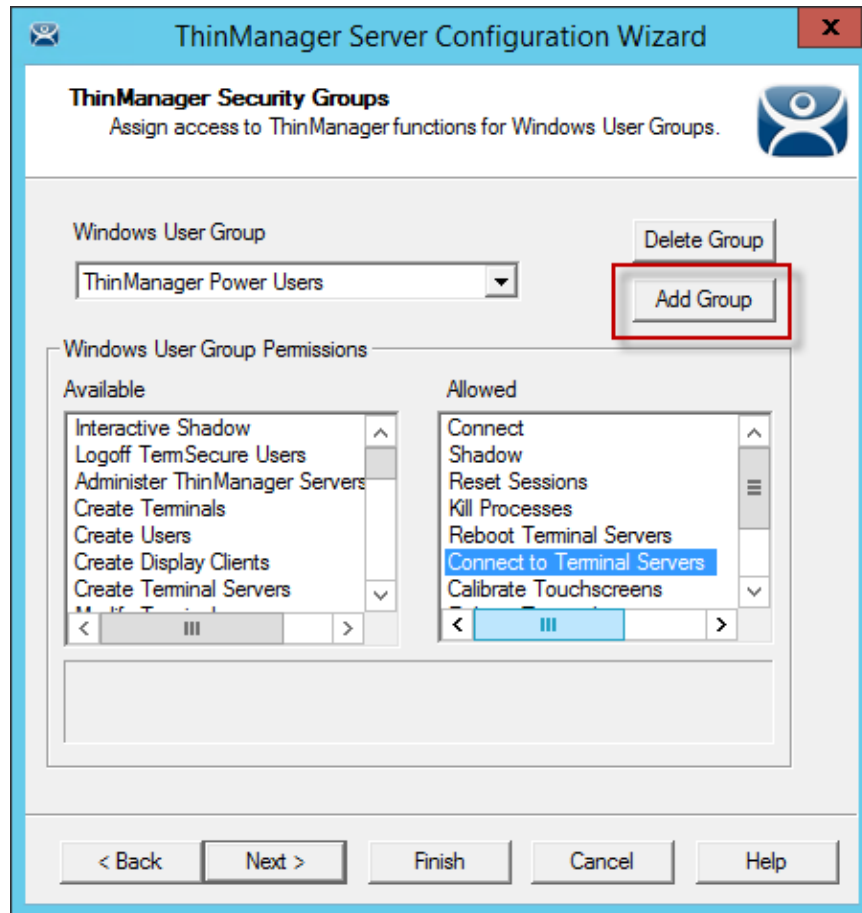 ThinManager Server Configuration Wizard
x
ThinManager Security Groups
Assign access to ThinManager functions for Windows User Groups.
Windows User Group
Delete Group
ThinManager Power Users
Add Group
Windows User Group Permissions
Available
Allowed
Interactive Shadow
Logoff TermSecure Users
Administer ThinManager Servers
Create Terminals
Create Users
Create Display Clients
Create Terminal Servers
Connect
Shadow
Reset Sessions
Kill Processes
Reboot Terminal Servers
Connect to Terminal Servers
Calibrate Touchscreens
< Back
Next >
Finish
Cancel
Help